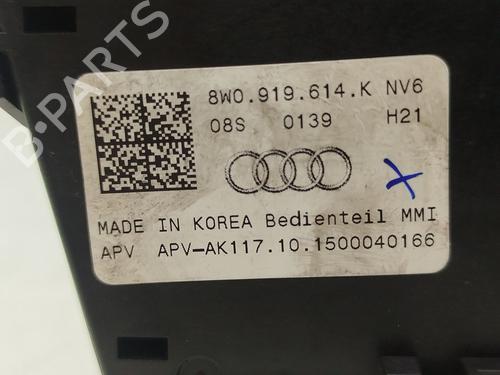 8W0.919.614.K NV6
08S 0139 H21
MADE IN KOREA Bedienteil MMI
APV APV-AK117.10.1500040166
B-PARTS